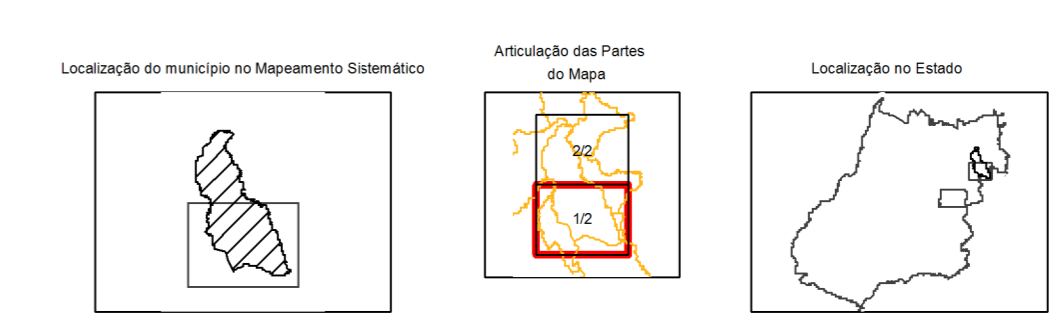 Localização do município no Mapeamento Sistemático
Articulação das Partes
do Mapa
Localização no Estado
2/2
1/2